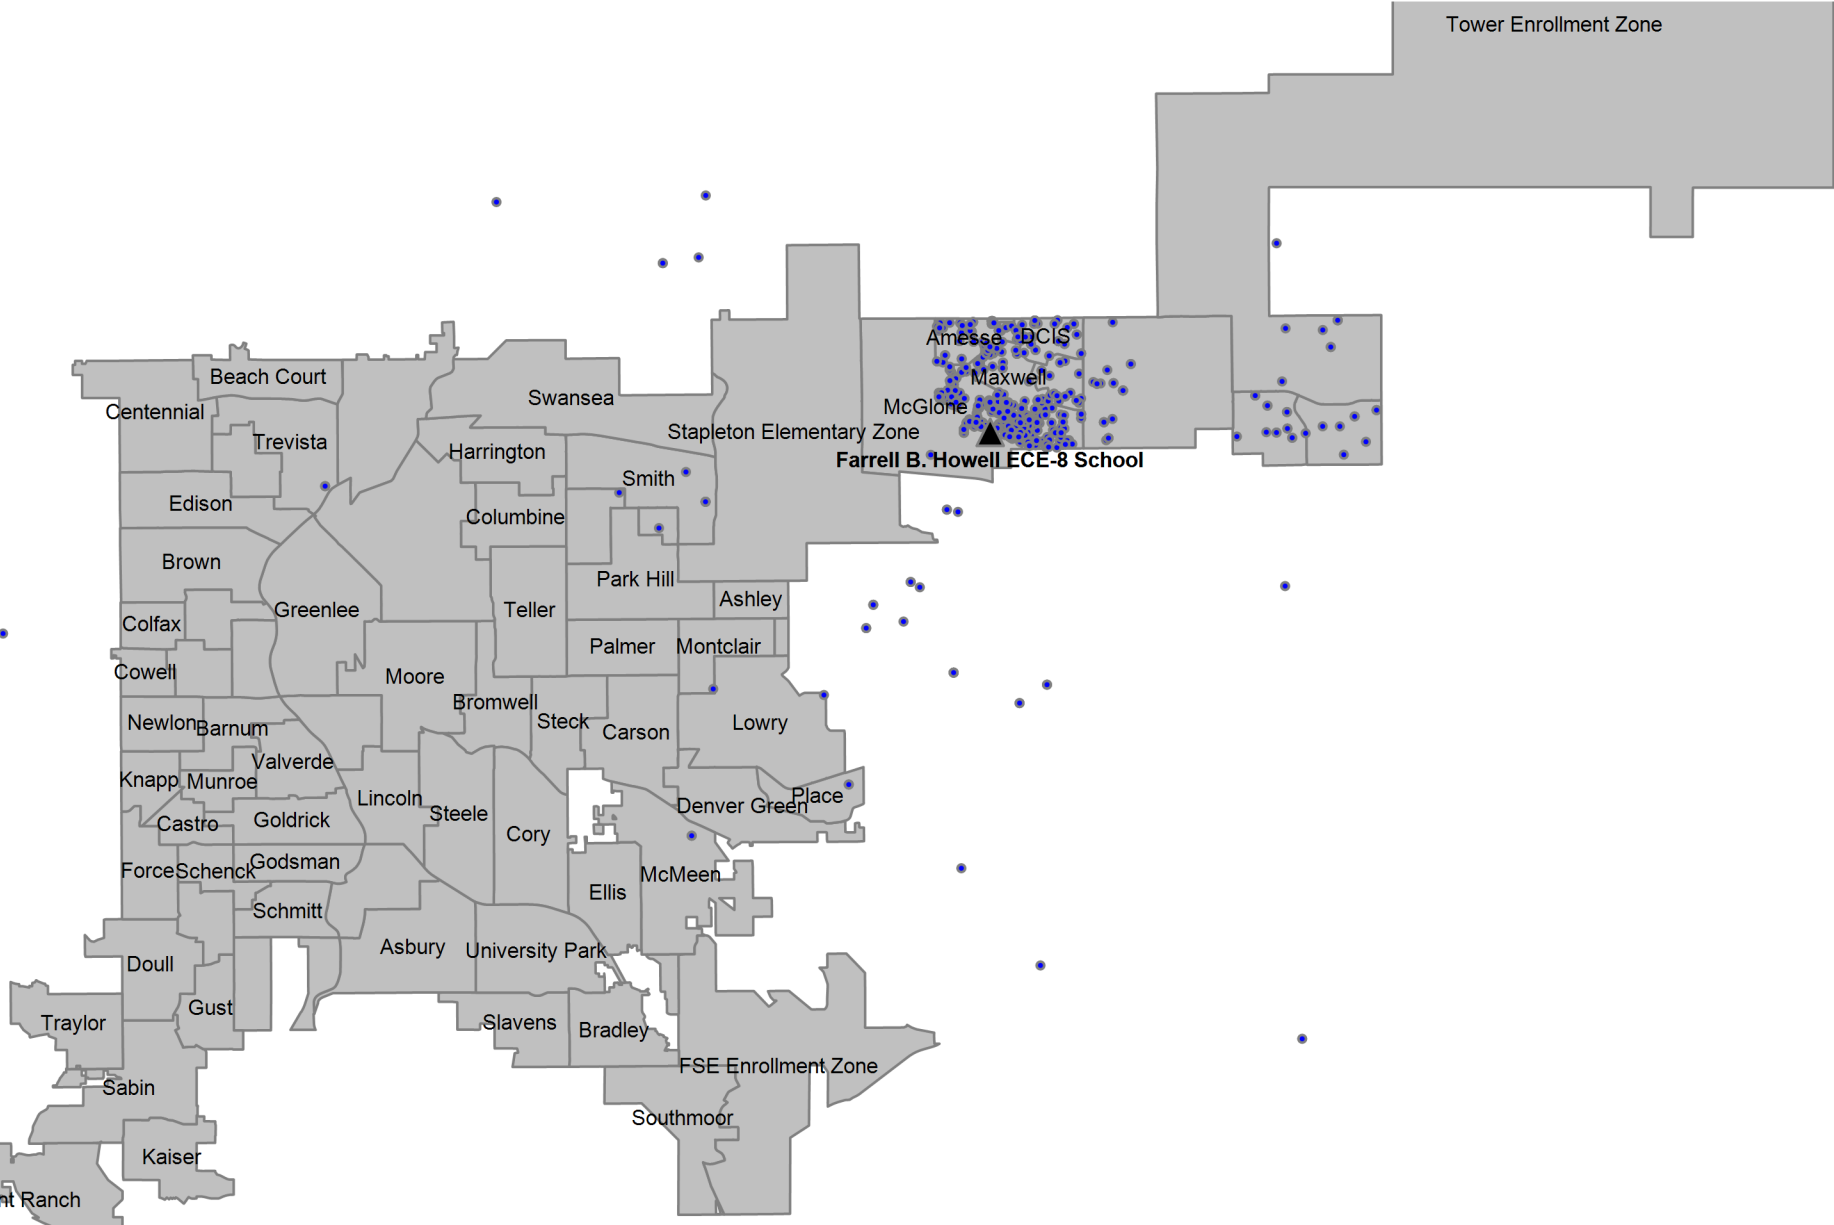 Tower Enrollment Zone
Amesse
DCIS
Beach Court
Maxwell
Swansea
McGlone
Centennial
Stapleton Elementary Zone
Trevista
Harrington
Farrell B. Howell ECE-8 School
Smith
Edison
Columbine
Brown
Park Hill
Ashley
Greenlee
Teller
Colfax
Palmer
Montclair
Cowell
Moore
Bromwell
Newlon
Barnum
Steck
Carson
Lowry
Valverde
Knapp
Munroe
Lincoln
Place
Denver Green
Steele
Castro
Goldrick
Cory
Godsman
Force
Schenck
McMeen
Ellis
Schmitt
Asbury
University Park
Doull
Gust
Traylor
Slavens
Bradley
FSE Enrollment Zone
Sabin
Southmoor
Kaiser
nt Ranch